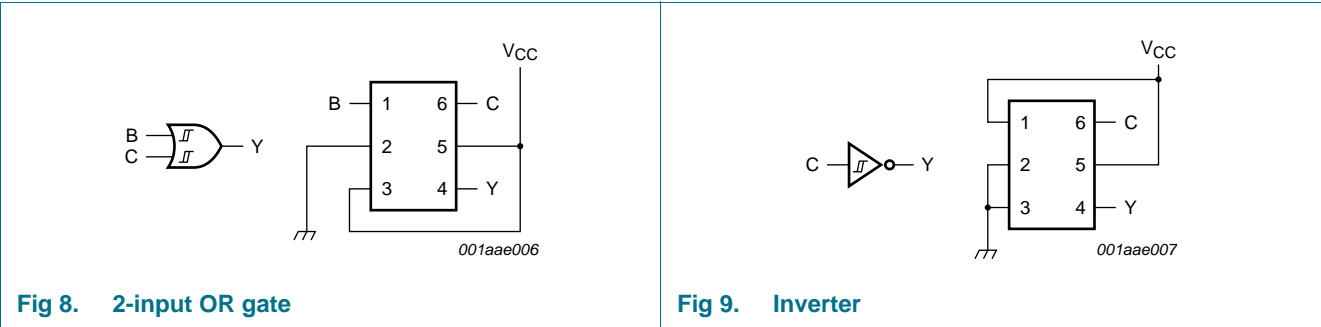 VCC
B 1 6 C
B
C
Y
2 5
3 4 Y
001aae006
Fig 8. 2-input OR gate
VCC
1 6 C
C Y
2 5
3 4 Y
001aae007
Fig 9. Inverter